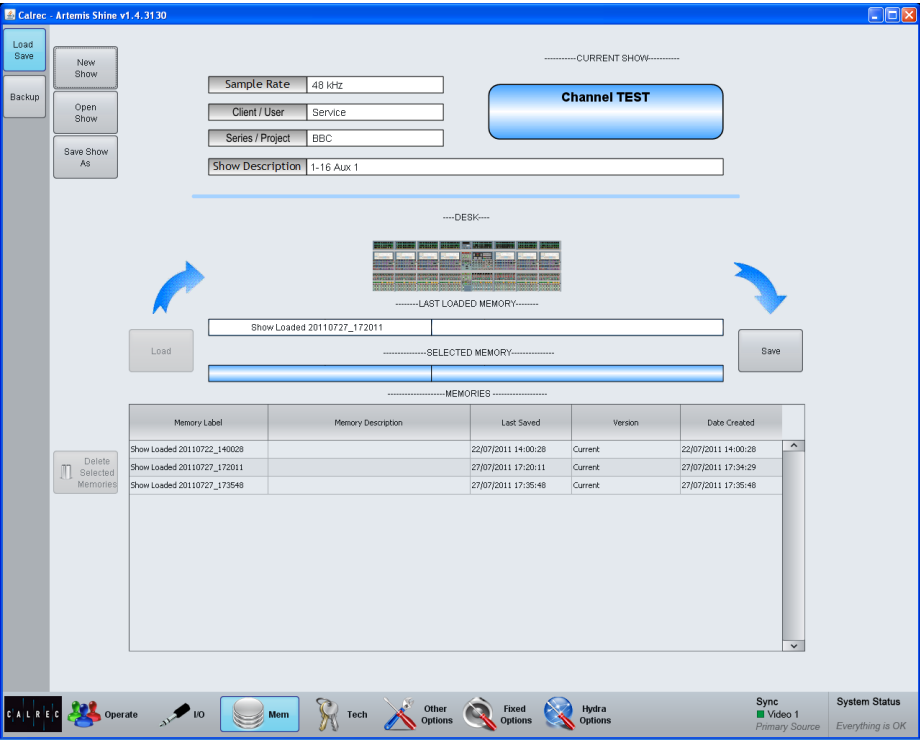 Calrec - Artemis Shine v1.4.3130
Load
Save
Backup
New
Show
Open
Show
Save Show
As
-----------CURRENT SHOW-----------
Channel TEST
Sample Rate 48 kHz
Client / User Service
Series / Project BBC
Show Description 1-16 Aux 1
----DESK----
--------LAST LOADED MEMORY--------
Show Loaded 20110727_172011
Load
Save
---------------SELECTED MEMORY---------------
--------------------MEMORIES -------------------
Memory Label Memory Description Last Saved Version Date Created
Show Loaded 20110722_140028 22/07/2011 14:00:28 Current 22/07/2011 14:00:28
Show Loaded 20110727_172011 27/07/2011 17:20:11 Current 27/07/2011 17:34:29
Show Loaded 20110727_173548 27/07/2011 17:35:48 Current 27/07/2011 17:35:48
Delete
Selected
Memories
CALREC
Operate
I/O
Mem
Tech
Other
Options
Fixed
Options
Hydra
Options
Sync
Video 1
Primary Source
System Status
Everything is OK